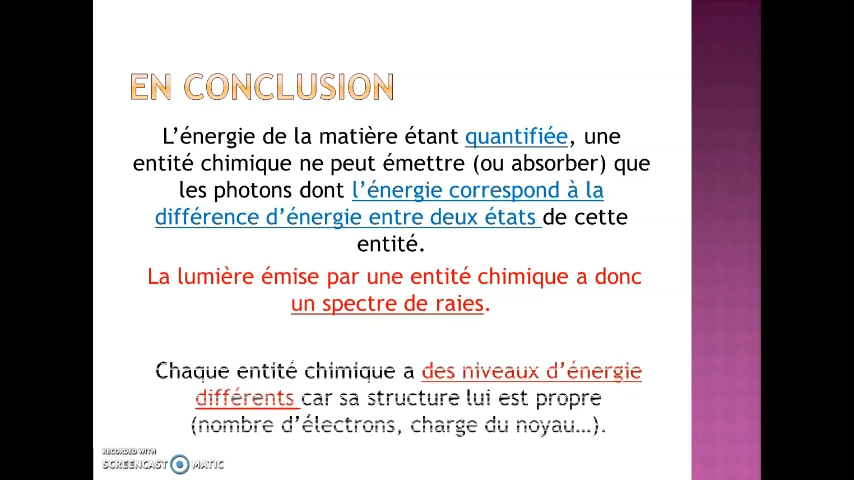 EN CONCLUSION
L'énergie de la matière étant quantifiée, une
entité chimique ne peut émettre (ou absorber) que
les photons dont l'énergie correspond à la
différence d'énergie entre deux états de cette
entité.
La lumière émise par une entité chimique a donc
un spectre de raies.
Chaque entité chimique a des niveaux d'énergie
différents car sa structure lui est propre
(nombre d'électrons, charge du noyau…).
RECORDED WITH
SCREENCAST MATIC